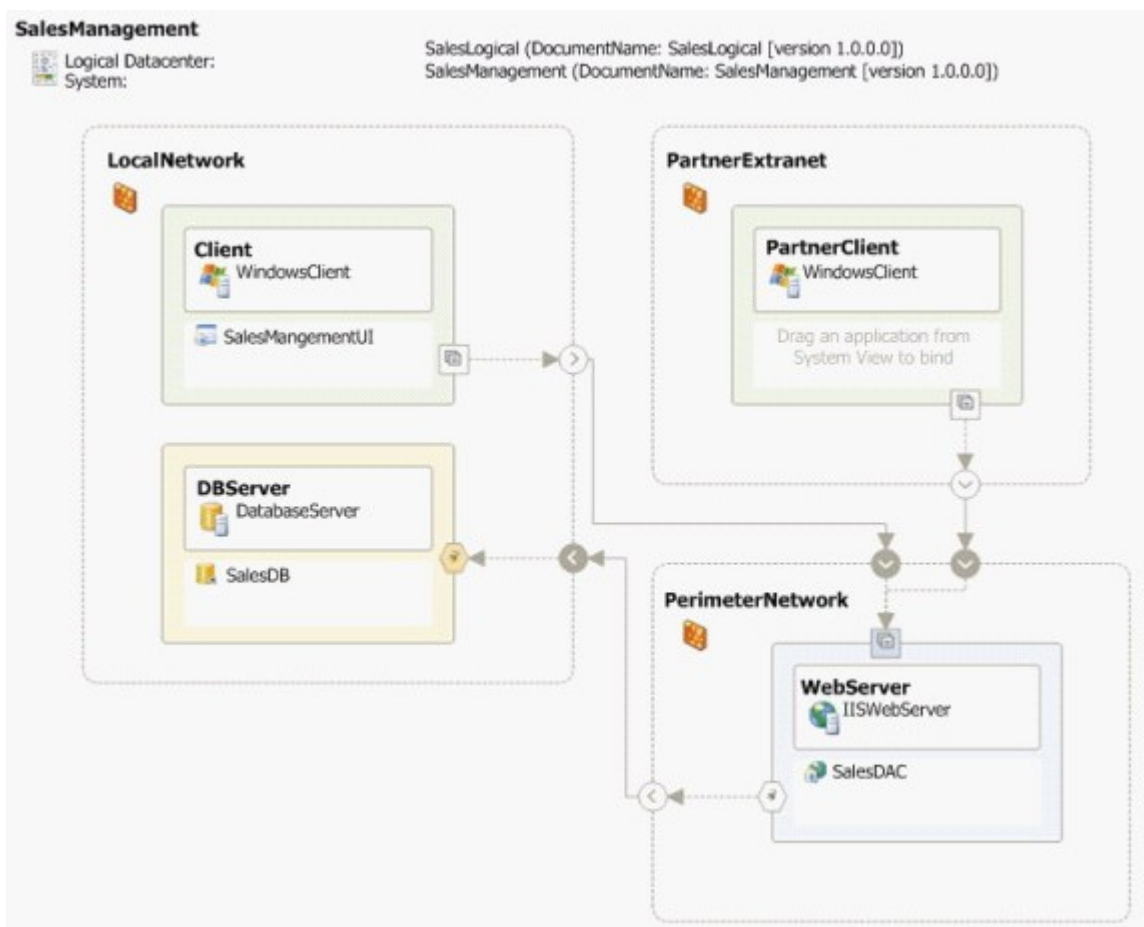 SalesManagement
Logical Datacenter:
System:
SalesLogical (DocumentName: SalesLogical [version 1.0.0.0])
SalesManagement (DocumentName: SalesManagement [version 1.0.0.0])
LocalNetwork
Client
WindowsClient
SalesMangementUI
DBServer
DatabaseServer
SalesDB
PartnerExtranet
PartnerClient
WindowsClient
Drag an application from
System View to bind
PerimeterNetwork
WebServer
IISWebServer
SalesDAC